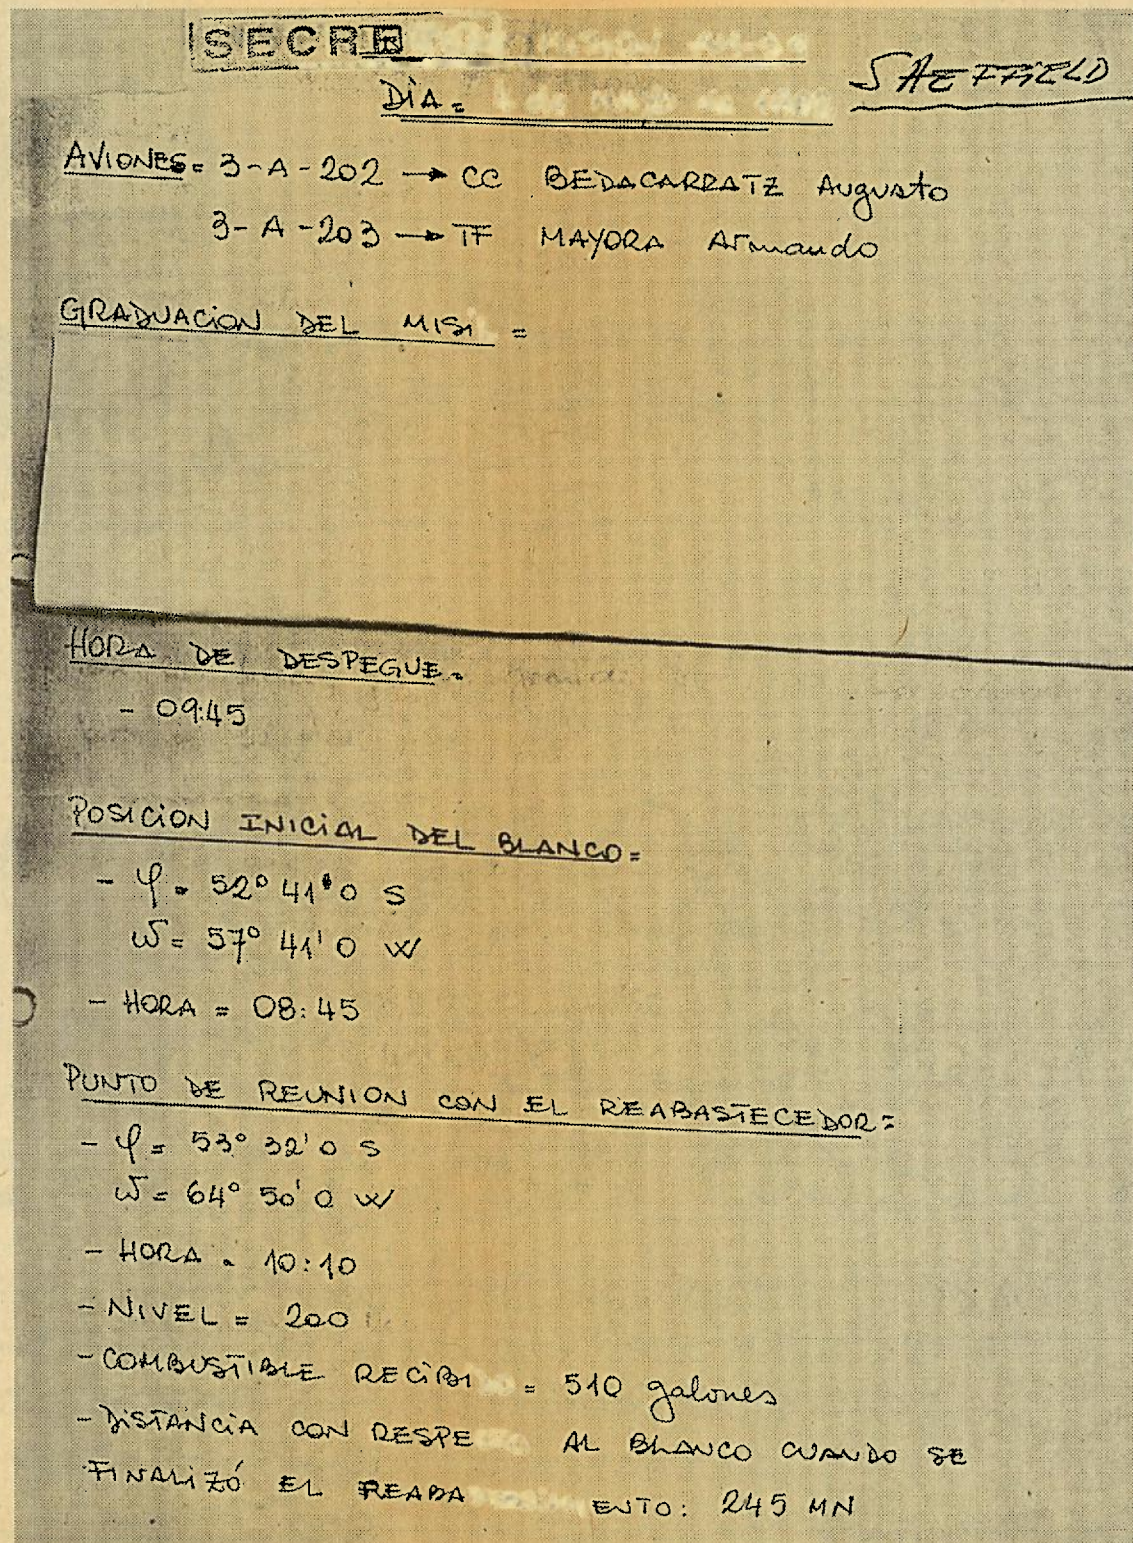 SECRE
SHEFFIELD
DIA=
AVIONES= 3-A-202 → CC BEDACARRATZ Augusto
3-A-203 → TF MAYORA Armando
GRADUACION DEL MISI =
HORA DE DESPEGUE=
- 09:45
POSICION INICIAL DEL BLANCO=
- φ= 52° 41' 0 S
ω= 57° 41' 0 W
- HORA = 08:45
PUNTO DE REUNION CON EL REABASTECEDOR=
- φ= 53° 32' 0 S
ω= 64° 50' 0 W
- HORA = 10:10
- NIVEL = 200
- COMBUSTIBLE RECIBI = 510 galones
- DISTANCIA CON RESPE AL BLANCO CUANDO SE
FINALIZÓ EL REABA ENTO: 245 MN